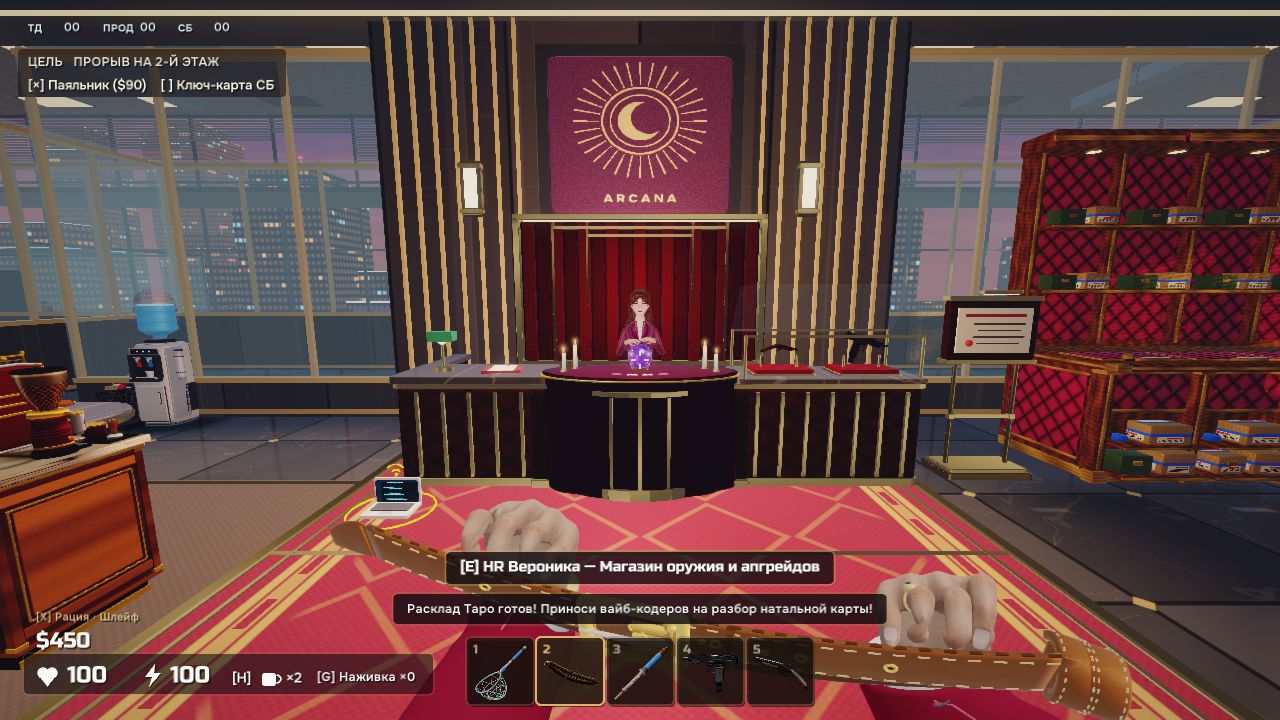 ТД 00 ПРОД 00 СБ 00
ЦЕЛЬ ПРОРЫВ НА 2-Й ЭТАЖ
[×] Паяльник ($90) [ ] Ключ-карта СБ
ARCANA
[E] HR Вероника — Магазин оружия и апгрейдов
Расклад Таро готов! Приноси вайб-кодеров на разбор натальной карты!
[X] Рация · Шлейф
$450
100 100 [H] ×2 [G] Наживка ×0
1 2 3 4 5